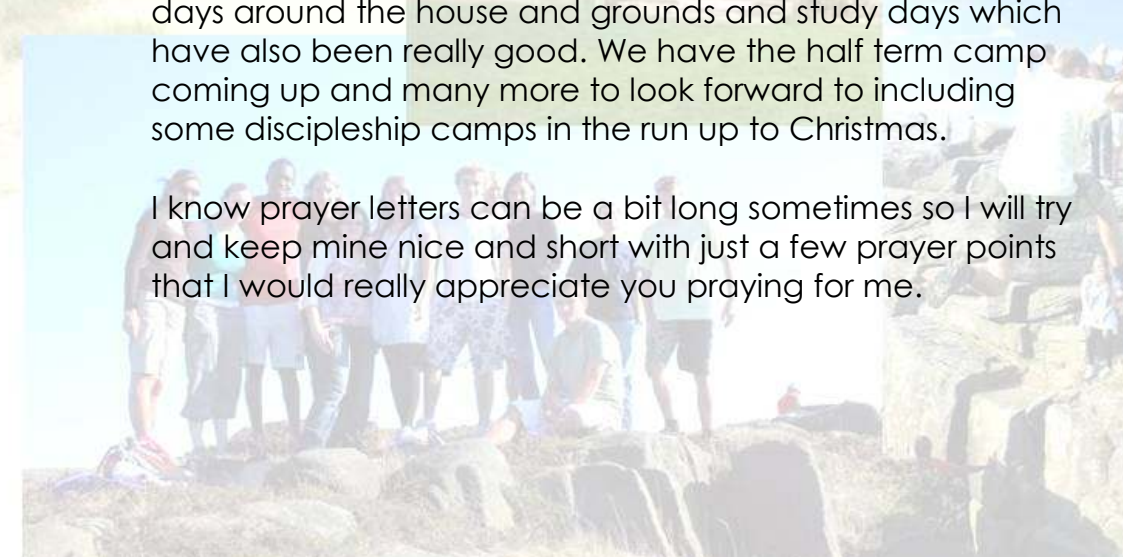 days around the house and grounds and study days which
have also been really good. We have the half term camp
coming up and many more to look forward to including
some discipleship camps in the run up to Christmas.
I know prayer letters can be a bit long sometimes so I will try
and keep mine nice and short with just a few prayer points
that I would really appreciate you praying for me.